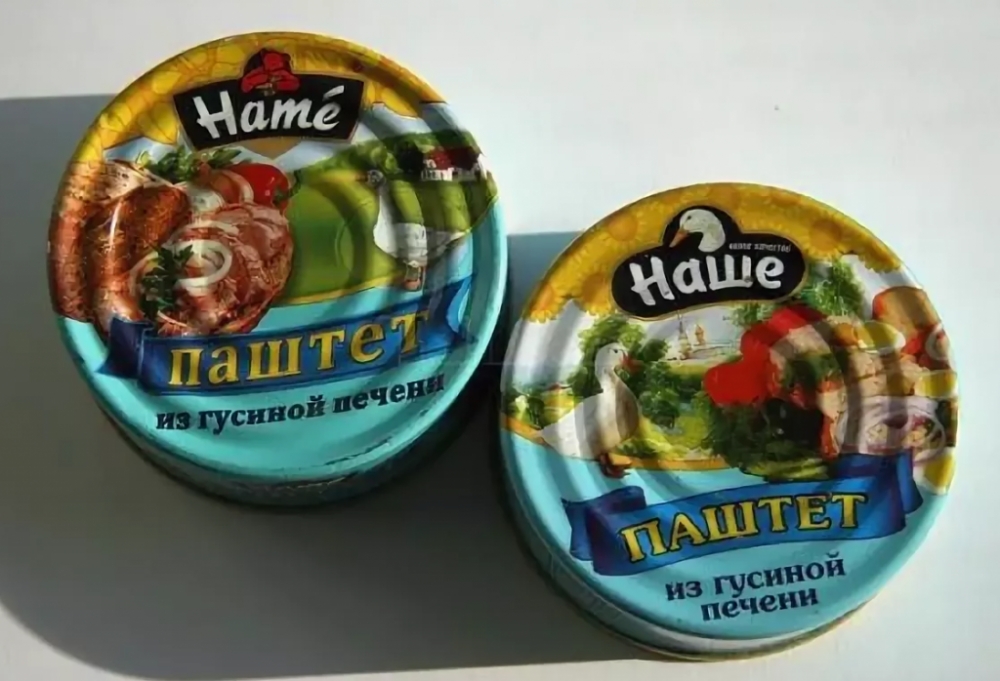 Hamé
паштет
из гусиной печени
Наше
ПАШТЕТ
из гусиной
печени